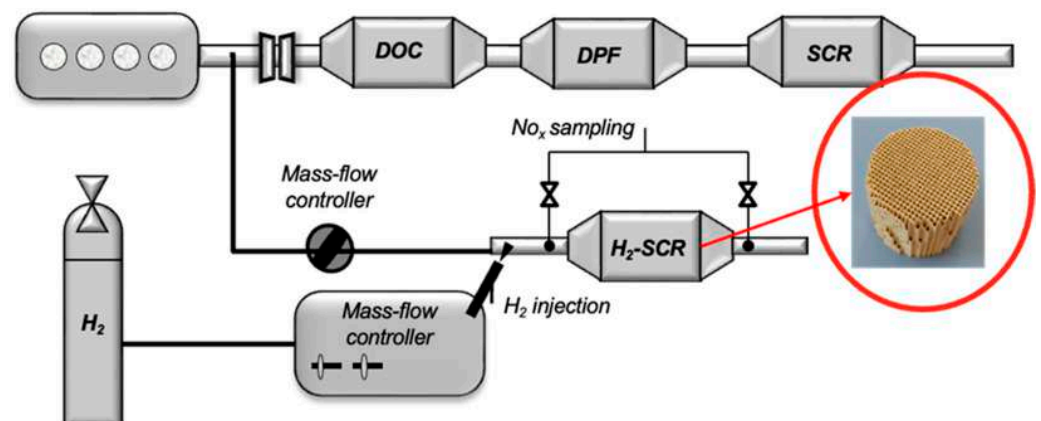 DOC
DPF
SCR
Noₓ sampling
Mass-flow
controller
H₂-SCR
H₂ injection
Mass-flow
controller
H₂